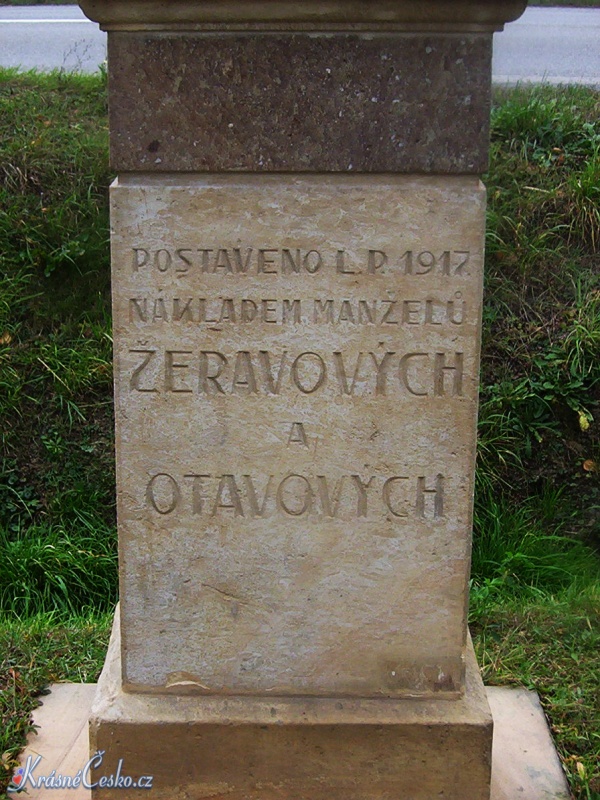 POSTAVENO L.P. 1917.
NÁKLADEM MANŽELŮ
ŽERAVOVÝCH
A
OTAVOVÝCH
KrásnéČesko.cz